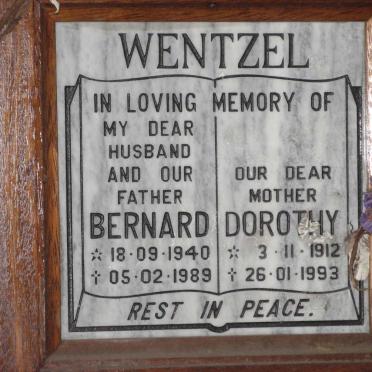 WENTZEL
IN LOVING MEMORY OF
MY DEAR
HUSBAND
AND OUR
FATHER
BERNARD
☆ 18·09·1940
† 05·02·1989
OUR DEAR
MOTHER
DOROTHY
☆ 3·11·1912
† 26·01·1993
REST IN PEACE.